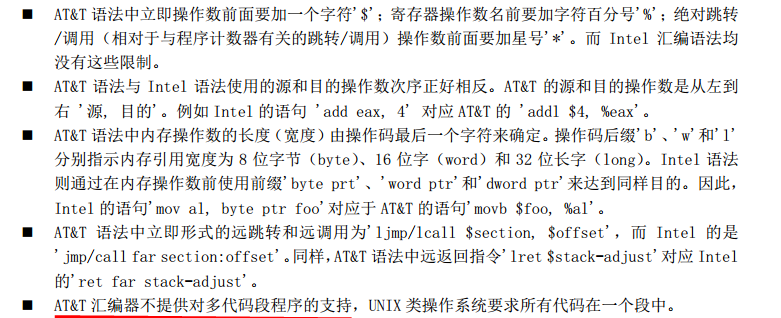 ■ AT&T 语法中立即操作数前面要加一个字符'$'；寄存器操作数名前要加字符百分号'%'；绝对跳转
/调用（相对于与程序计数器有关的跳转/调用）操作数前面要加星号'*'。而 Intel 汇编语法均
没有这些限制。
■ AT&T 语法与 Intel 语法使用的源和目的操作数次序正好相反。AT&T 的源和目的操作数是从左到
右 '源, 目的'。例如 Intel 的语句 'add eax, 4' 对应 AT&T 的 'addl $4, %eax'。
■ AT&T 语法中内存操作数的长度（宽度）由操作码最后一个字符来确定。操作码后缀'b'、'w'和'l'
分别指示内存引用宽度为 8 位字节（byte）、16 位字（word）和 32 位长字（long）。Intel 语法
则通过在内存操作数前使用前缀'byte prt'、'word ptr'和'dword ptr'来达到同样目的。因此，
Intel 的语句'mov al, byte ptr foo'对应于 AT&T 的语句'movb $foo, %al'。
■ AT&T 语法中立即形式的远跳转和远调用为'ljmp/lcall $section, $offset'，而 Intel 的是
'jmp/call far section:offset'。同样，AT&T 语法中远返回指令'lret $stack-adjust'对应 Intel
的'ret far stack-adjust'。
■ AT&T 汇编器不提供对多代码段程序的支持，UNIX 类操作系统要求所有代码在一个段中。